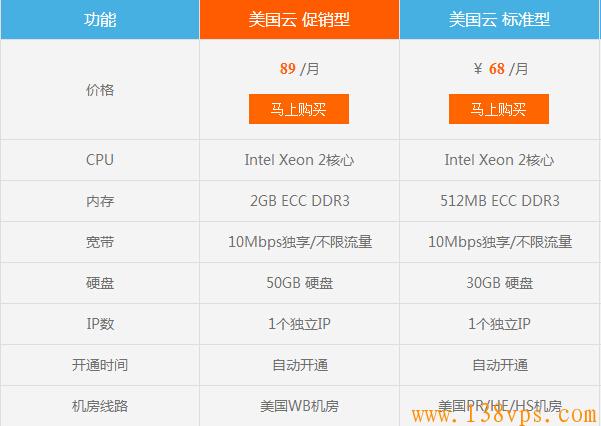 功能 美国云 促销型 美国云 标准型
价格 89 /月 ¥ 68 /月
马上购买 马上购买
CPU Intel Xeon 2核心 Intel Xeon 2核心
内存 2GB ECC DDR3 512MB ECC DDR3
宽带 10Mbps独享/不限流量 10Mbps独享/不限流量
硬盘 50GB 硬盘 30GB 硬盘
IP数 1个独立IP 1个独立IP
开通时间 自动开通 自动开通
机房线路 美国WB机房 美国PR/HE/HS机房
www.138vps.com